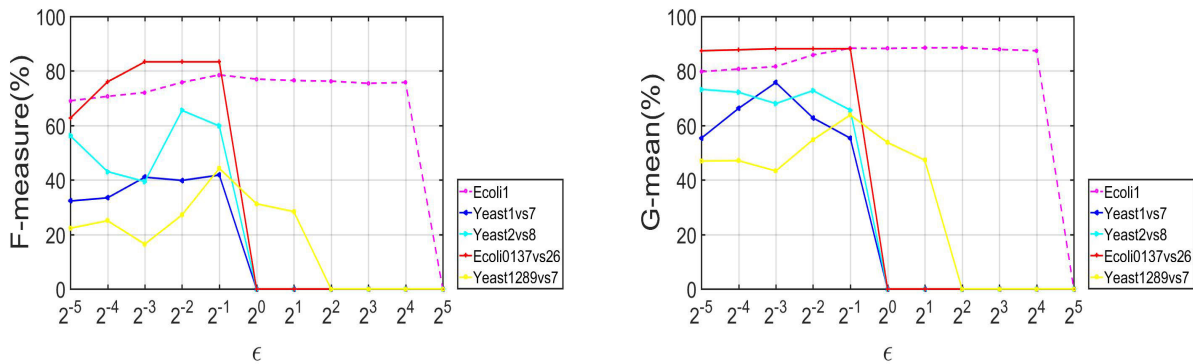 100
80
60
40
20
0
F-measure(%)
2^-5 2^-4 2^-3 2^-2 2^-1 2^0 2^1 2^2 2^3 2^4 2^5
ϵ
Ecoli1
Yeast1vs7
Yeast2vs8
Ecoli0137vs26
Yeast1289vs7
100
80
60
40
20
0
G-mean(%)
2^-5 2^-4 2^-3 2^-2 2^-1 2^0 2^1 2^2 2^3 2^4 2^5
ϵ
Ecoli1
Yeast1vs7
Yeast2vs8
Ecoli0137vs26
Yeast1289vs7